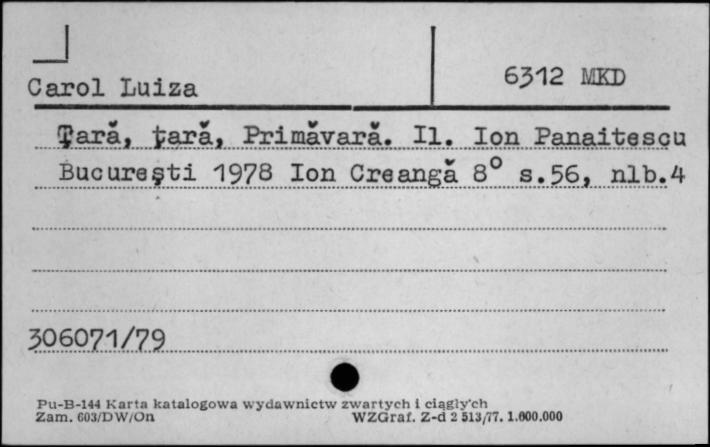 6312 MKD
Carol Luiza
Ţară, ţară, Primăvară. Il. Ion Panaitescu
Bucureşti 1978 Ion Creangă 8° s.56, nlb.4
306071/79
Pu-B-144 Karta katalogowa wydawnictw zwartych i ciągłych
Zam. 603/DW/On WZGraf. Z-d 2 513/77. 1.000.000